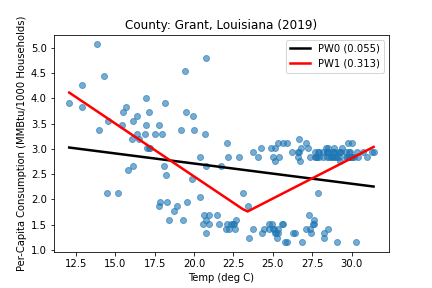 County: Grant, Louisiana (2019)
Per-Capita Consumption (MMBtu/1000 Households)
5.0
4.5
4.0
3.5
3.0
2.5
2.0
1.5
1.0
PW0 (0.055)
PW1 (0.313)
12.5 15.0 17.5 20.0 22.5 25.0 27.5 30.0
Temp (deg C)